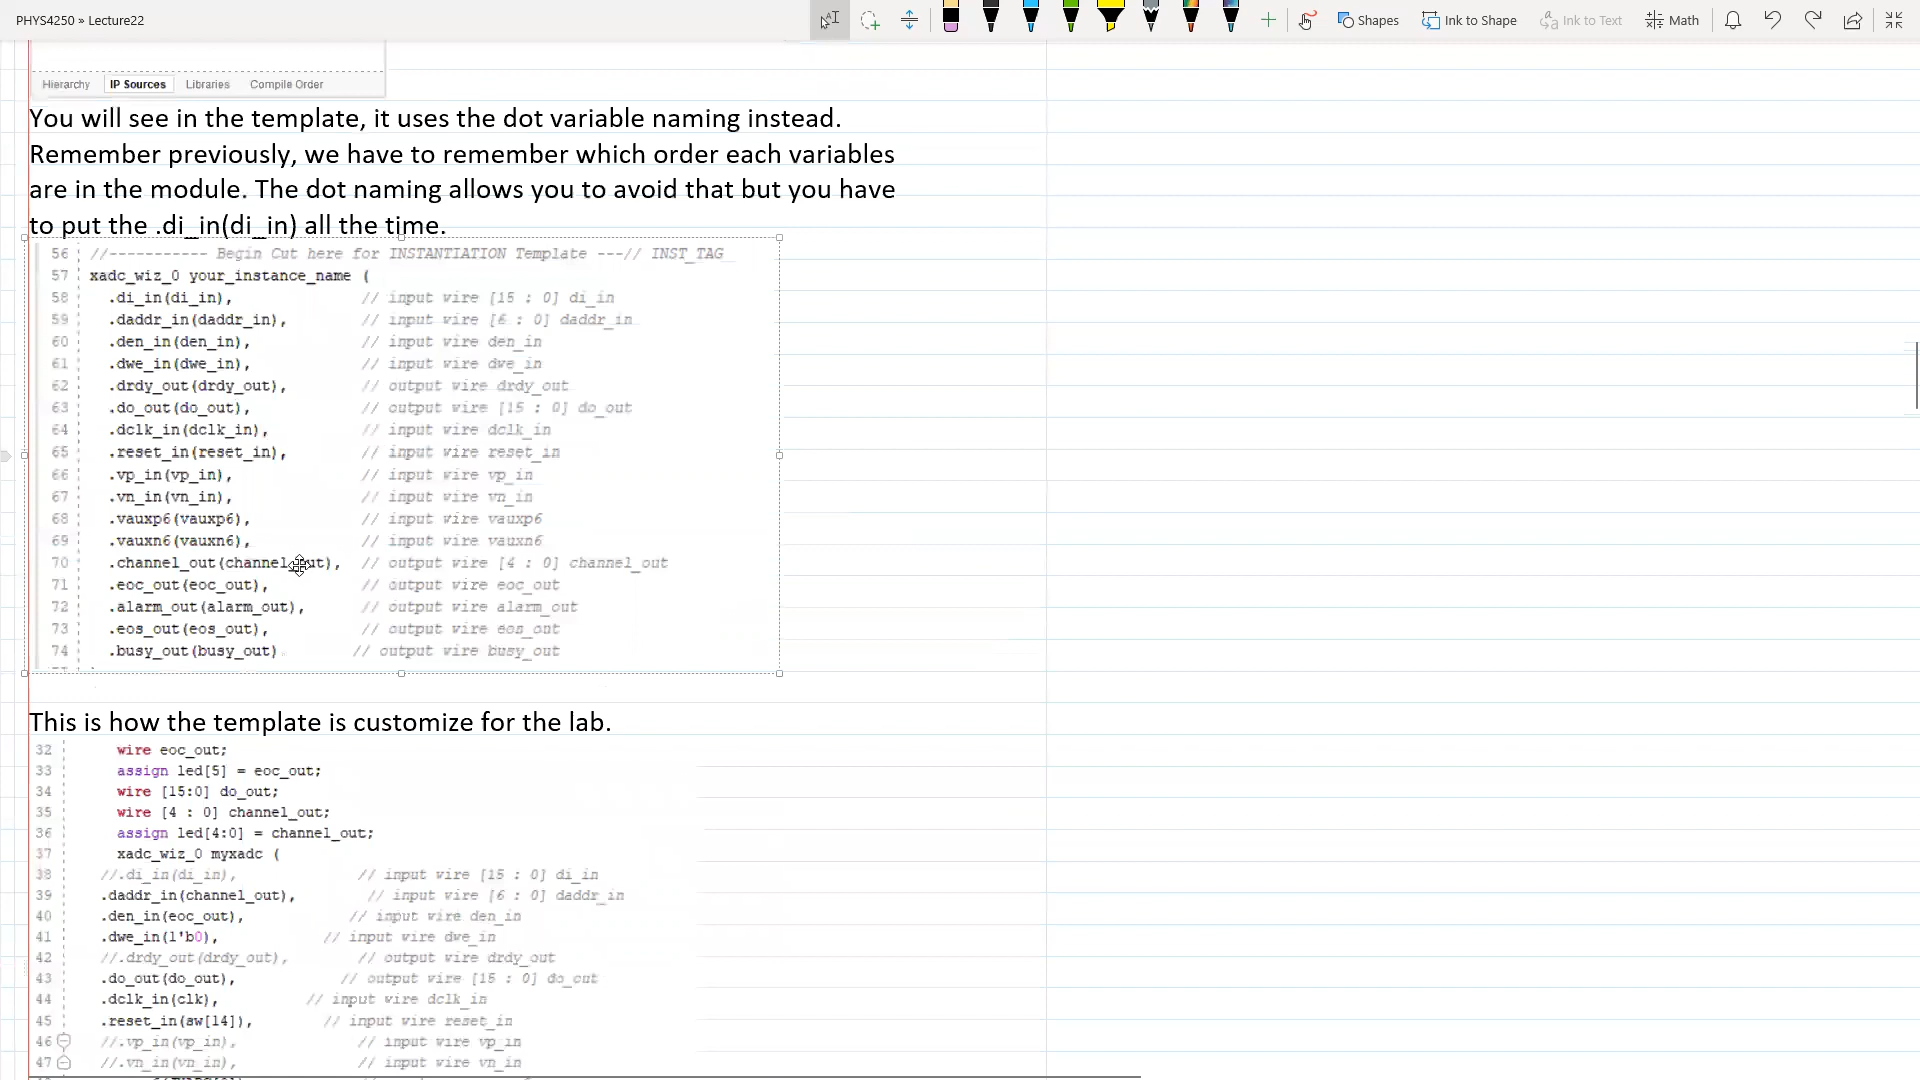 PHYS4250 » Lecture22
Shapes
Ink to Shape
Ink to Text
Math
Hierarchy IP Sources Libraries Compile Order
You will see in the template, it uses the dot variable naming instead.
Remember previously, we have to remember which order each variables
are in the module. The dot naming allows you to avoid that but you have
to put the .di_in(di_in) all the time.
56 //----------- Begin Cut here for INSTANTIATION Template ---// INST_TAG
57 xadc_wiz_0 your_instance_name (
58 .di_in(di_in), // input wire [15 : 0] di_in
59 .daddr_in(daddr_in), // input wire [6 : 0] daddr_in
60 .den_in(den_in), // input wire den_in
61 .dwe_in(dwe_in), // input wire dwe_in
62 .drdy_out(drdy_out), // output wire drdy_out
63 .do_out(do_out), // output wire [15 : 0] do_out
64 .dclk_in(dclk_in), // input wire dclk_in
65 .reset_in(reset_in), // input wire reset_in
66 .vp_in(vp_in), // input wire vp_in
67 .vn_in(vn_in), // input wire vn_in
68 .vauxp6(vauxp6), // input wire vauxp6
69 .vauxn6(vauxn6), // input wire vauxn6
70 .channel_out(channel_out), // output wire [4 : 0] channel_out
71 .eoc_out(eoc_out), // output wire eoc_out
72 .alarm_out(alarm_out), // output wire alarm_out
73 .eos_out(eos_out), // output wire eos_out
74 .busy_out(busy_out) // output wire busy_out
This is how the template is customize for the lab.
32 wire eoc_out;
33 assign led[5] = eoc_out;
34 wire [15:0] do_out;
35 wire [4 : 0] channel_out;
36 assign led[4:0] = channel_out;
37 xadc_wiz_0 myxadc (
38 //.di_in(di_in), // input wire [15 : 0] di_in
39 .daddr_in(channel_out), // input wire [6 : 0] daddr_in
40 .den_in(eoc_out), // input wire den_in
41 .dwe_in(1'b0), // input wire dwe_in
42 //.drdy_out(drdy_out), // output wire drdy_out
43 .do_out(do_out), // output wire [15 : 0] do_out
44 .dclk_in(clk), // input wire dclk_in
45 .reset_in(sw[14]), // input wire reset_in
46 //.vp_in(vp_in), // input wire vp_in
47 //.vn_in(vn_in), // input wire vn_in